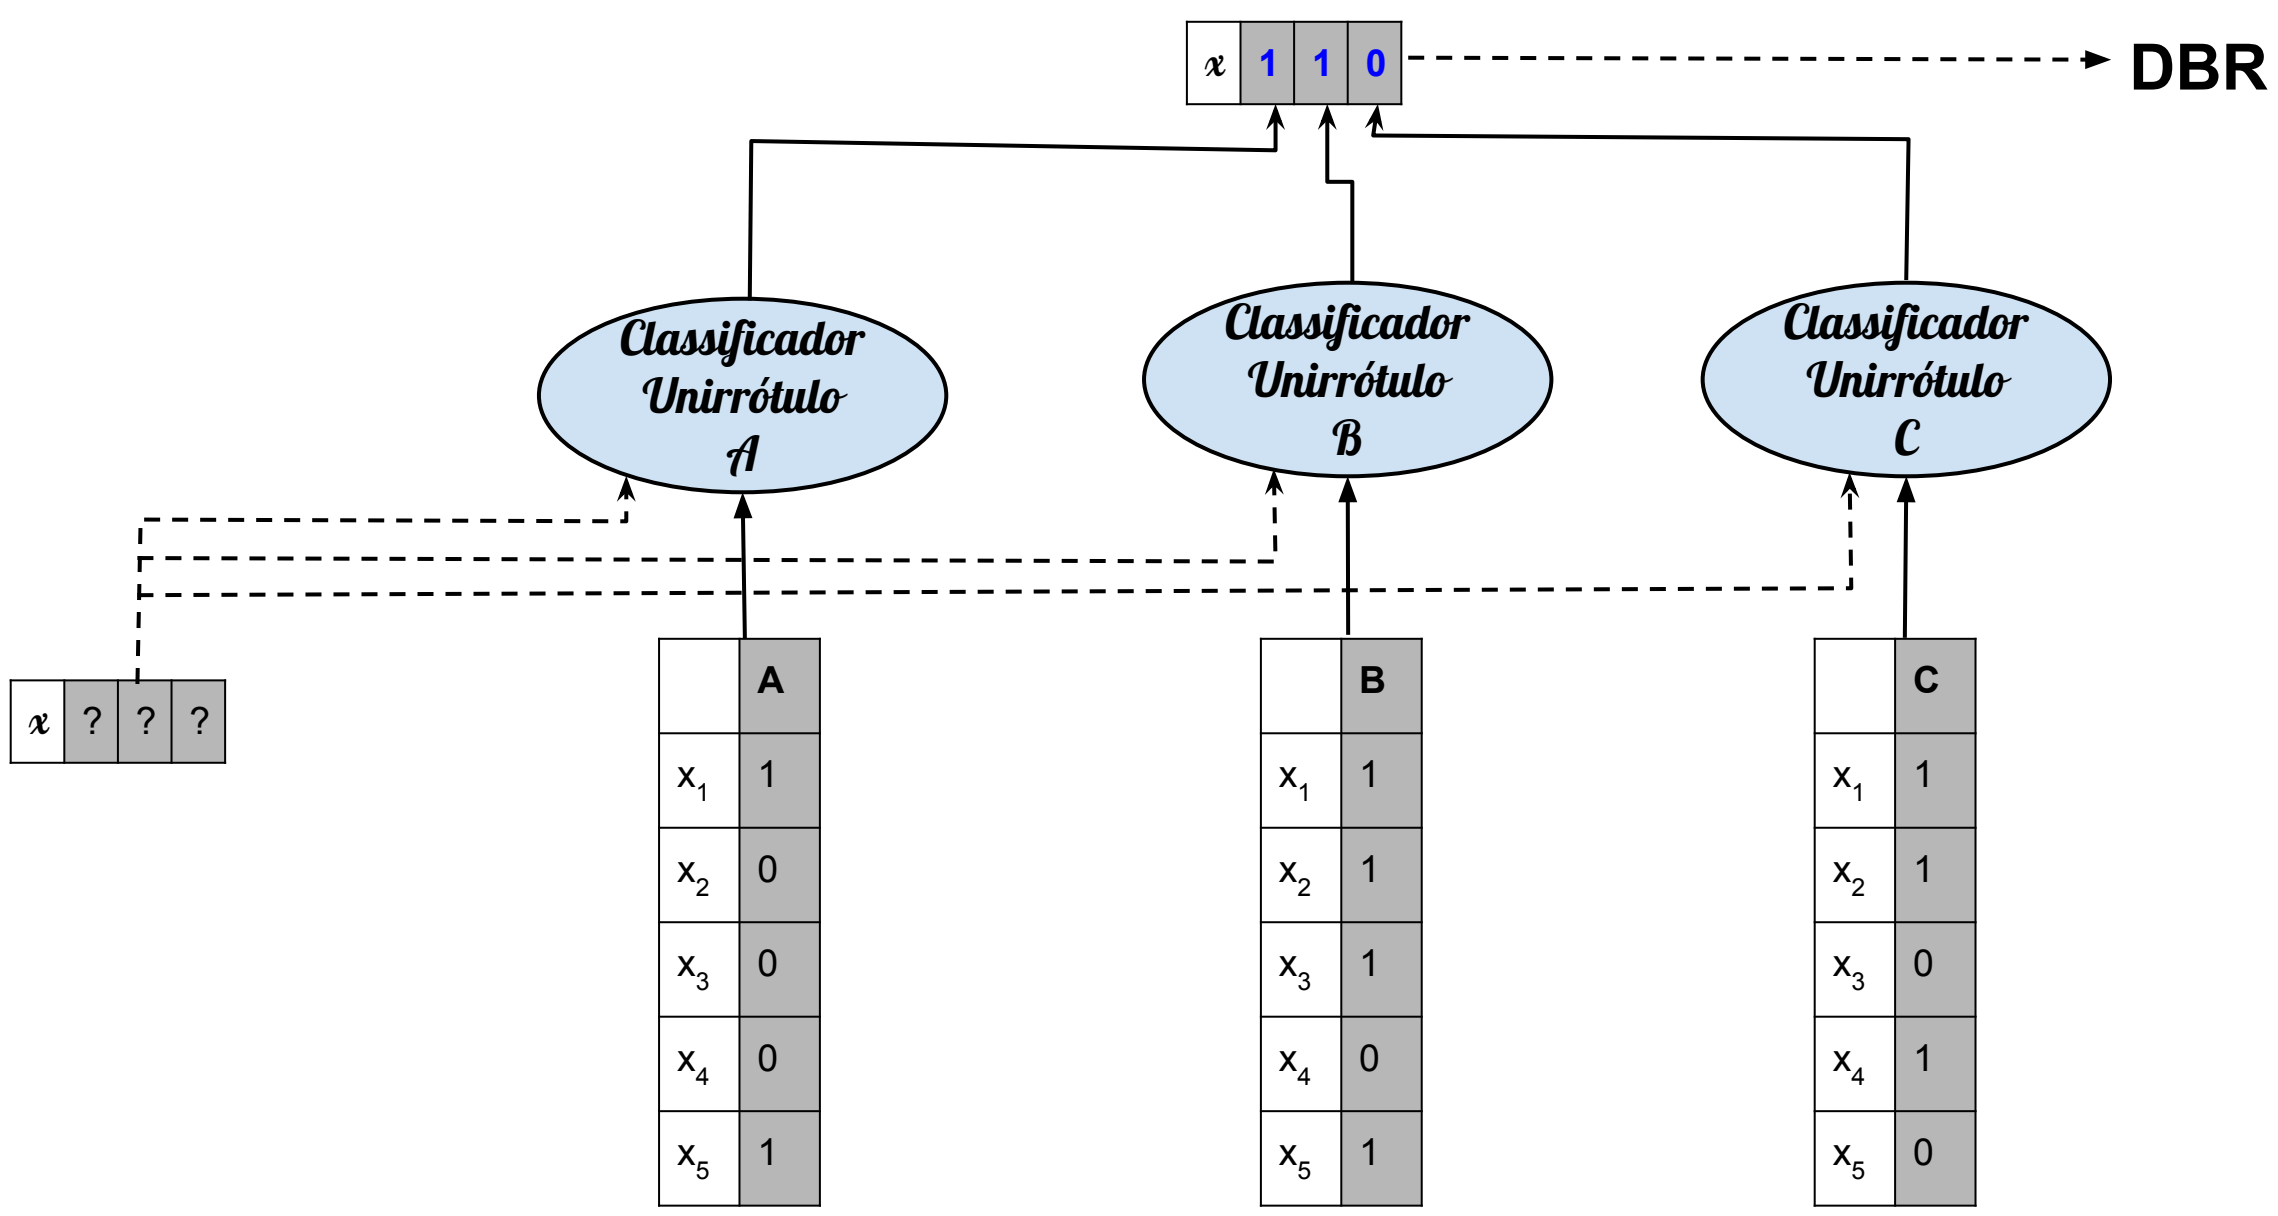 x 1 1 0
DBR
Classificador
Unirrótulo
A
Classificador
Unirrótulo
B
Classificador
Unirrótulo
C
x ? ? ?
A
x1 1
x2 0
x3 0
x4 0
x5 1
B
x1 1
x2 1
x3 1
x4 0
x5 1
C
x1 1
x2 1
x3 0
x4 1
x5 0